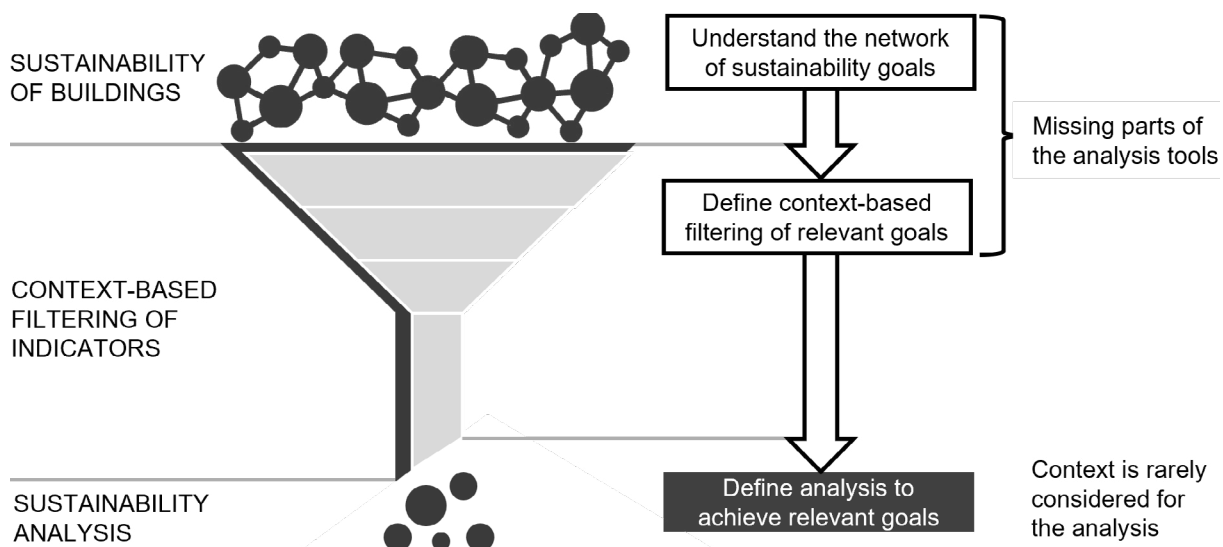 SUSTAINABILITY
OF BUILDINGS
Understand the network
of sustainability goals
Missing parts of
the analysis tools
Define context-based
filtering of relevant goals
CONTEXT-BASED
FILTERING OF
INDICATORS
SUSTAINABILITY
ANALYSIS
Define analysis to
achieve relevant goals
Context is rarely
considered for
the analysis